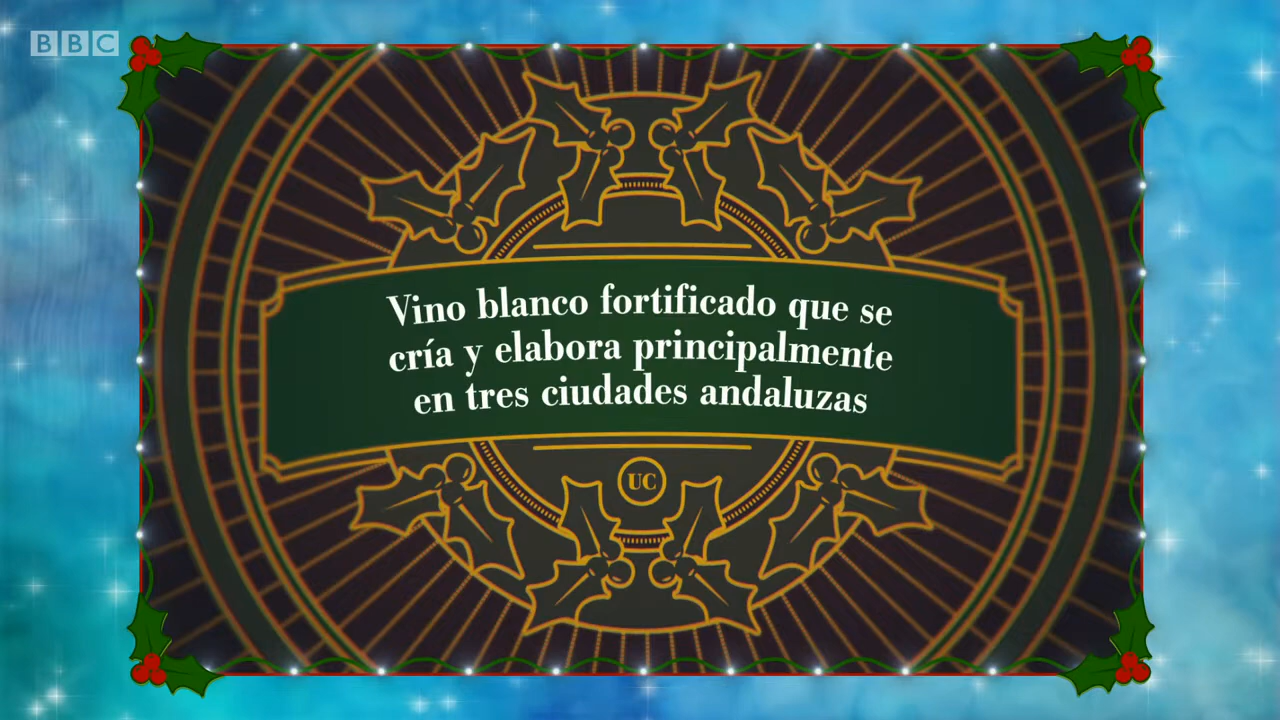 BBC
Vino blanco fortificado que se
cría y elabora principalmente
en tres ciudades andaluzas
UC